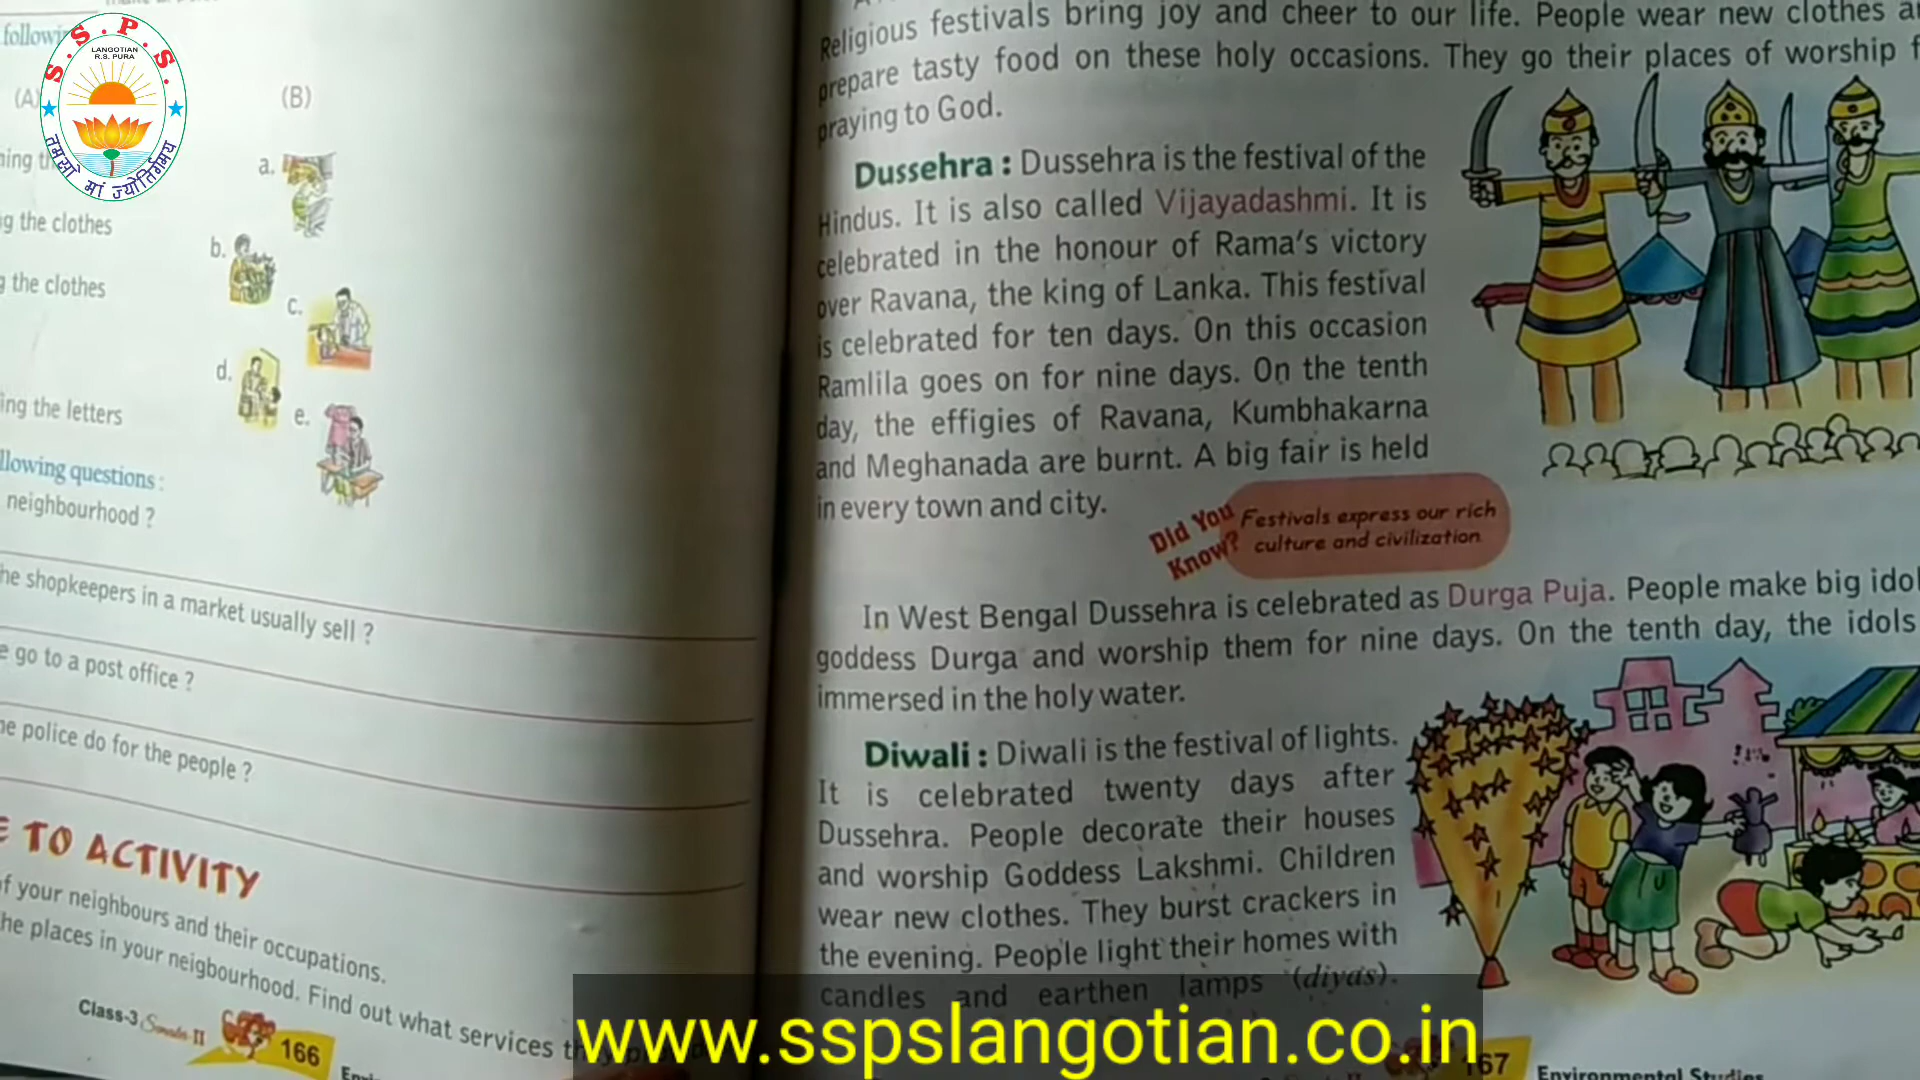 S.S.P.S.
LANGOTIAN
R.S. PURA
तमसो मां ज्योतिर्गमय
(A)
(B)
a.
g the clothes
b.
the clothes
c.
d.
ing the letters
e.
llowing questions :
neighbourhood ?
he shopkeepers in a market usually sell ?
e go to a post office ?
he police do for the people ?
TO ACTIVITY
f your neighbours and their occupations.
he places in your neigbourhood. Find out what services
Class-3
II
166
Religious festivals bring joy and cheer to our life. People wear new clothes
prepare tasty food on these holy occasions. They go their places of worship
praying to God.
Dussehra : Dussehra is the festival of the
Hindus. It is also called Vijayadashmi. It is
celebrated in the honour of Rama's victory
over Ravana, the king of Lanka. This festival
is celebrated for ten days. On this occasion
Ramlila goes on for nine days. On the tenth
day, the effigies of Ravana, Kumbhakarna
and Meghanada are burnt. A big fair is held
in every town and city.
Did You Know?
Festivals express our rich
culture and civilization
In West Bengal Dussehra is celebrated as Durga Puja. People make big idol
goddess Durga and worship them for nine days. On the tenth day, the idols
immersed in the holy water.
Diwali : Diwali is the festival of lights.
It is celebrated twenty days after
Dussehra. People decorate their houses
and worship Goddess Lakshmi. Children
wear new clothes. They burst crackers in
the evening. People light their homes with
candles and earthen lamps (diyas).
www.sspslangotian.co.in
167
Environmental Studies